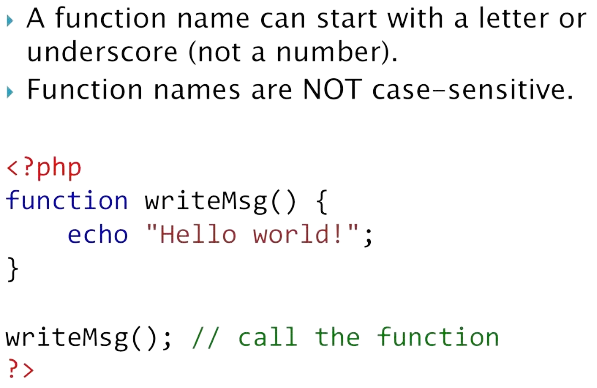 A function name can start with a letter or
underscore (not a number).
Function names are NOT case-sensitive.
<?php
function writeMsg() {
    echo "Hello world!";
}
writeMsg(); // call the function
?>